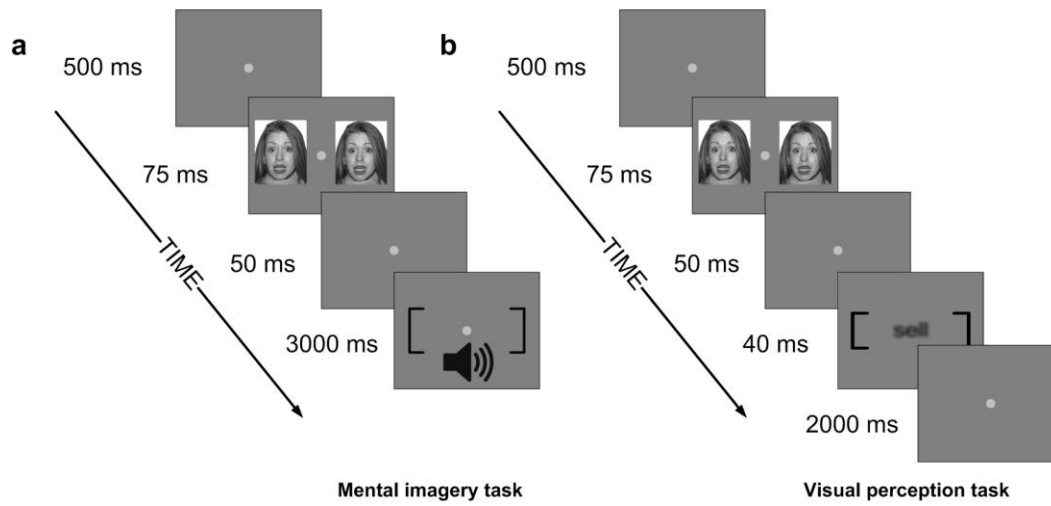 a
500 ms
75 ms
50 ms
3000 ms
TIME
Mental imagery task
b
500 ms
75 ms
50 ms
40 ms
2000 ms
TIME
sell
Visual perception task